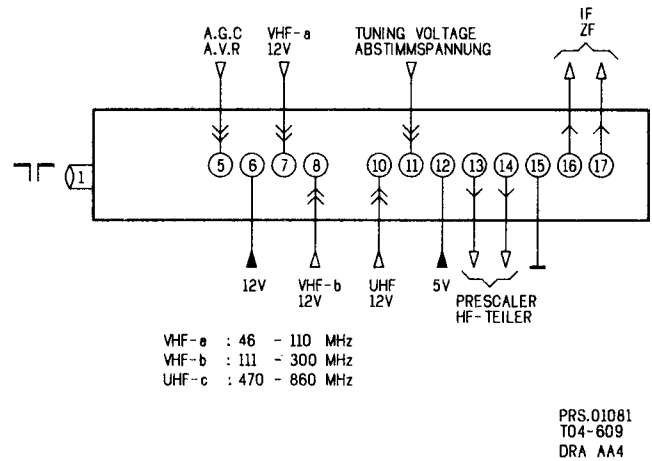 IF
ZF
A.G.C
A.V.R
VHF-a
12V
TUNING VOLTAGE
ABSTIMMSPANNUNG
1
5
6
7
8
10
11
12
13
14
15
16
17
12V
VHF-b
12V
UHF
12V
5V
PRESCALER
HF-TEILER
VHF-a : 46 - 110 MHz
VHF-b : 111 - 300 MHz
UHF-c : 470 - 860 MHz
PRS.01081
T04-609
DRA AA4